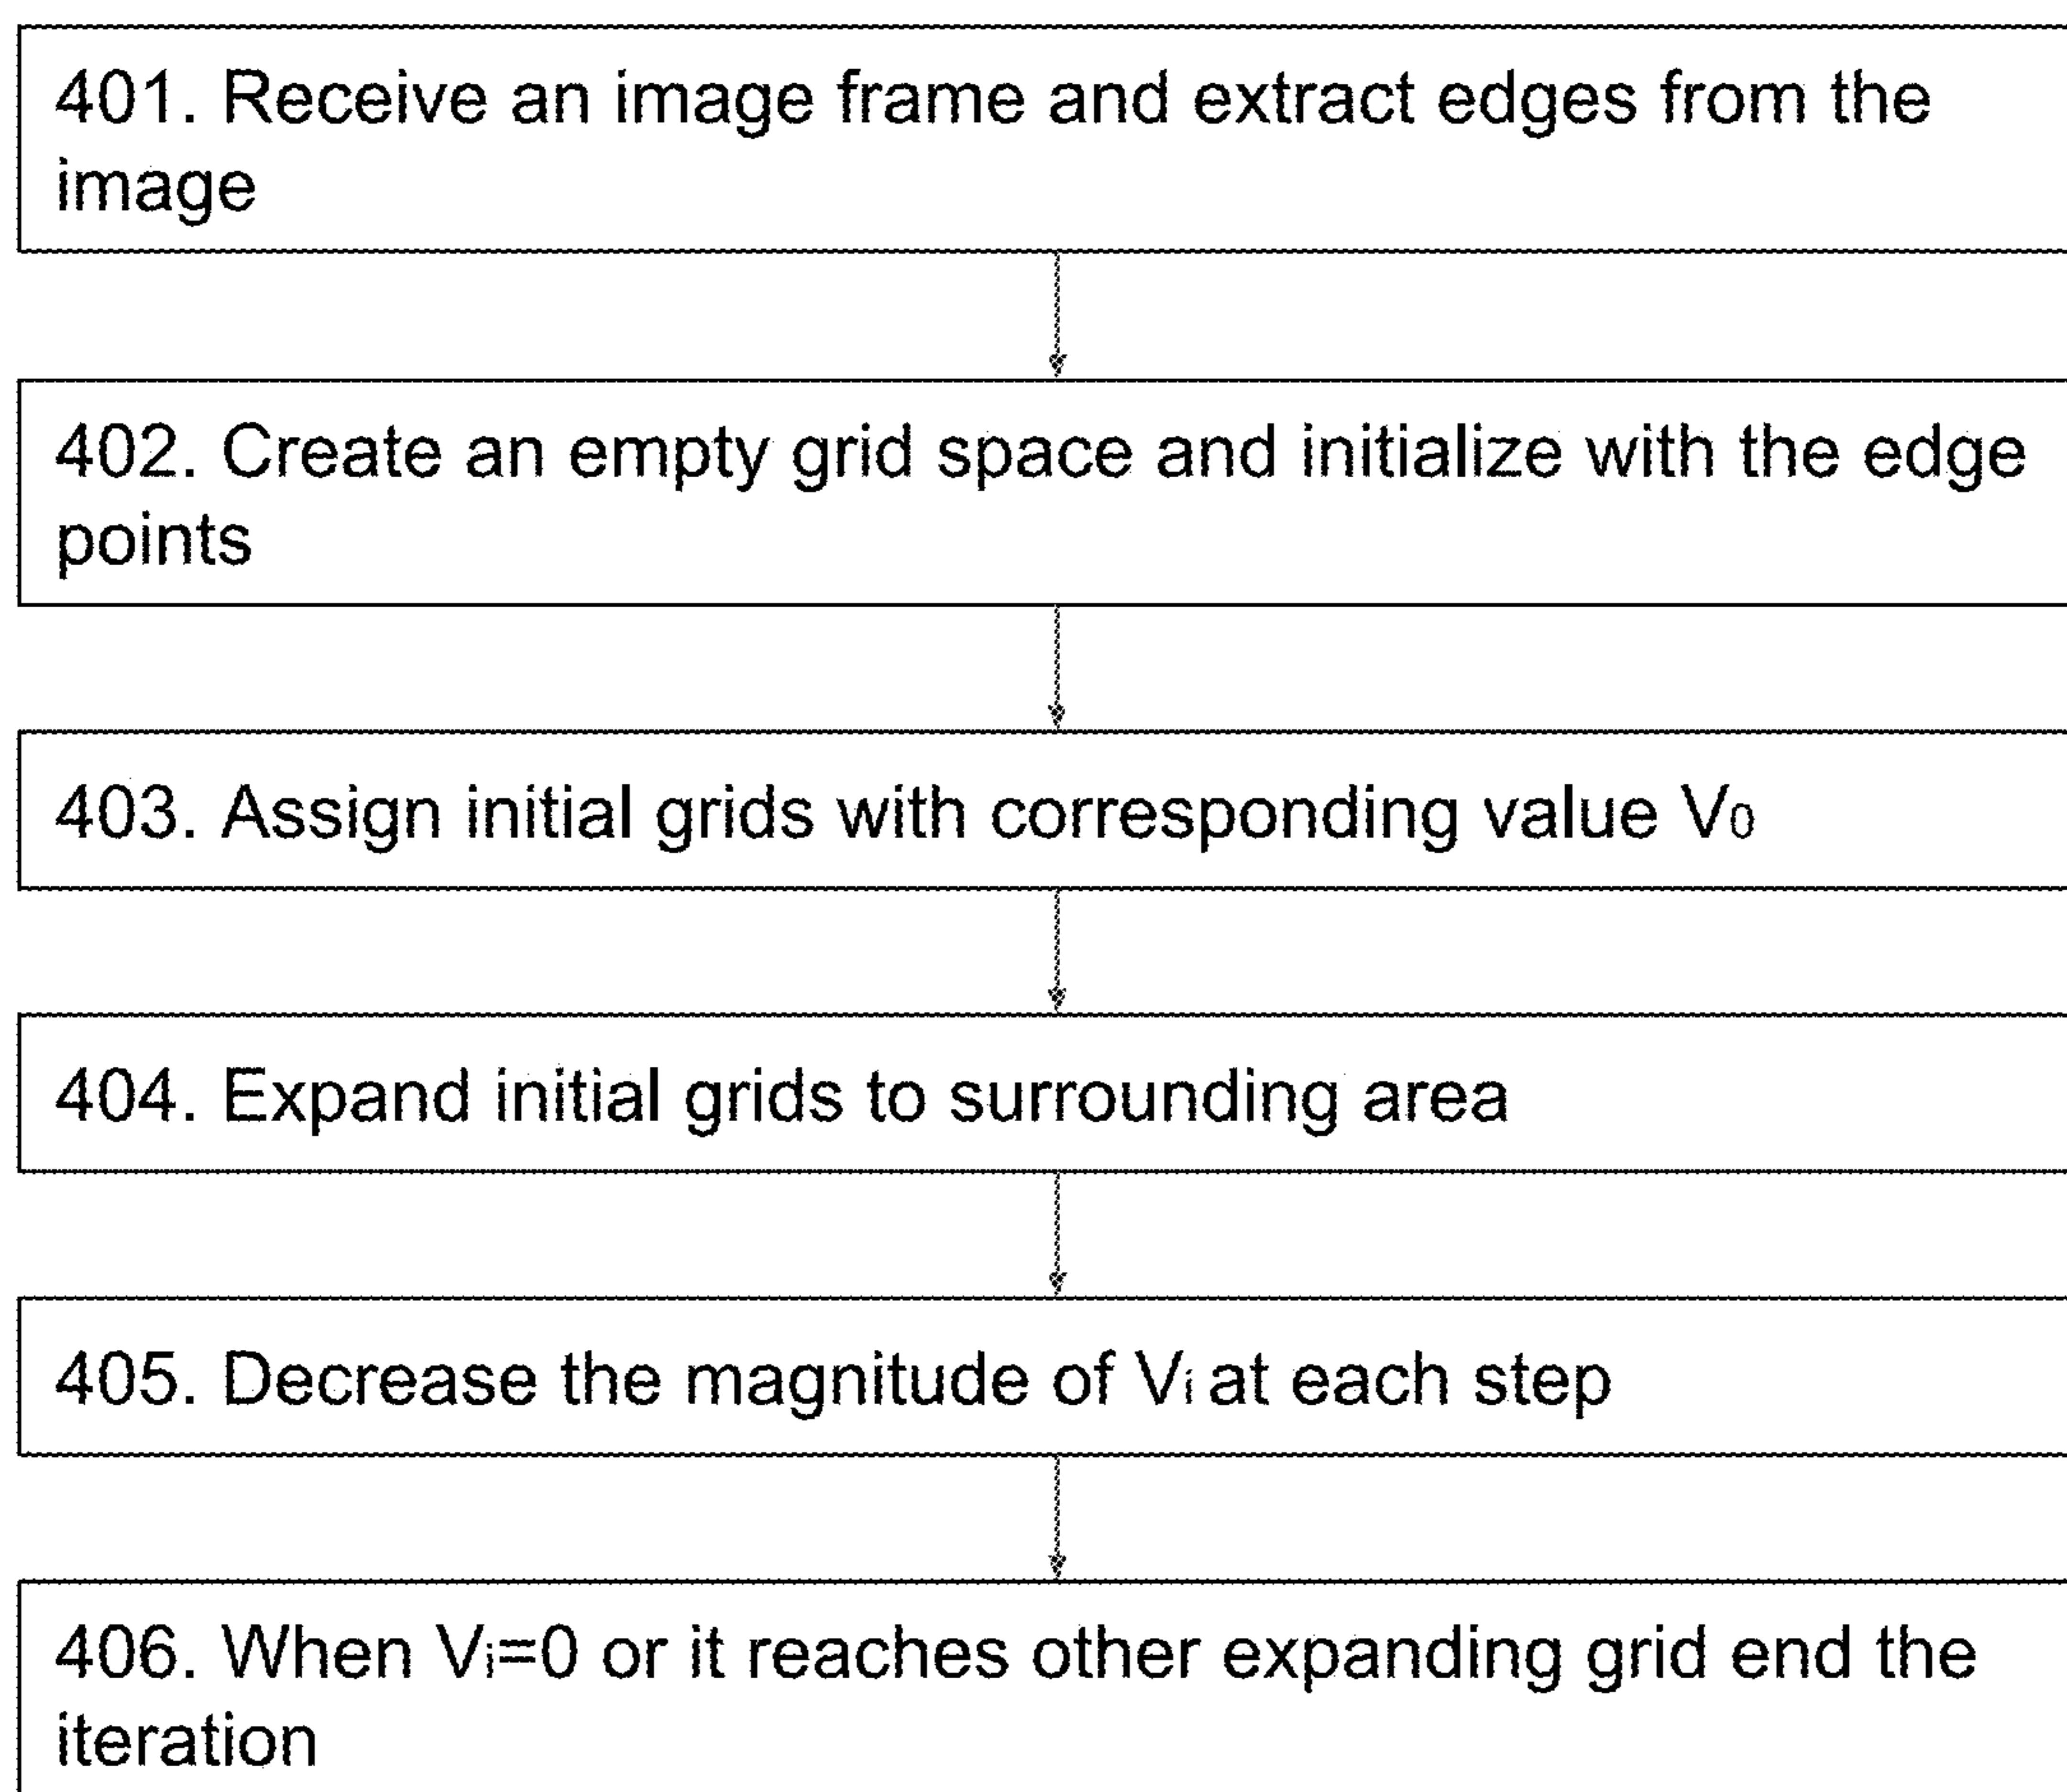 401. Receive an image frame and extract edges from the
image
402. Create an empty grid space and initialize with the edge
points
403. Assign initial grids with corresponding value V₀
404. Expand initial grids to surrounding area
405. Decrease the magnitude of Vᵢ at each step
406. When Vᵢ=0 or it reaches other expanding grid end the
iteration